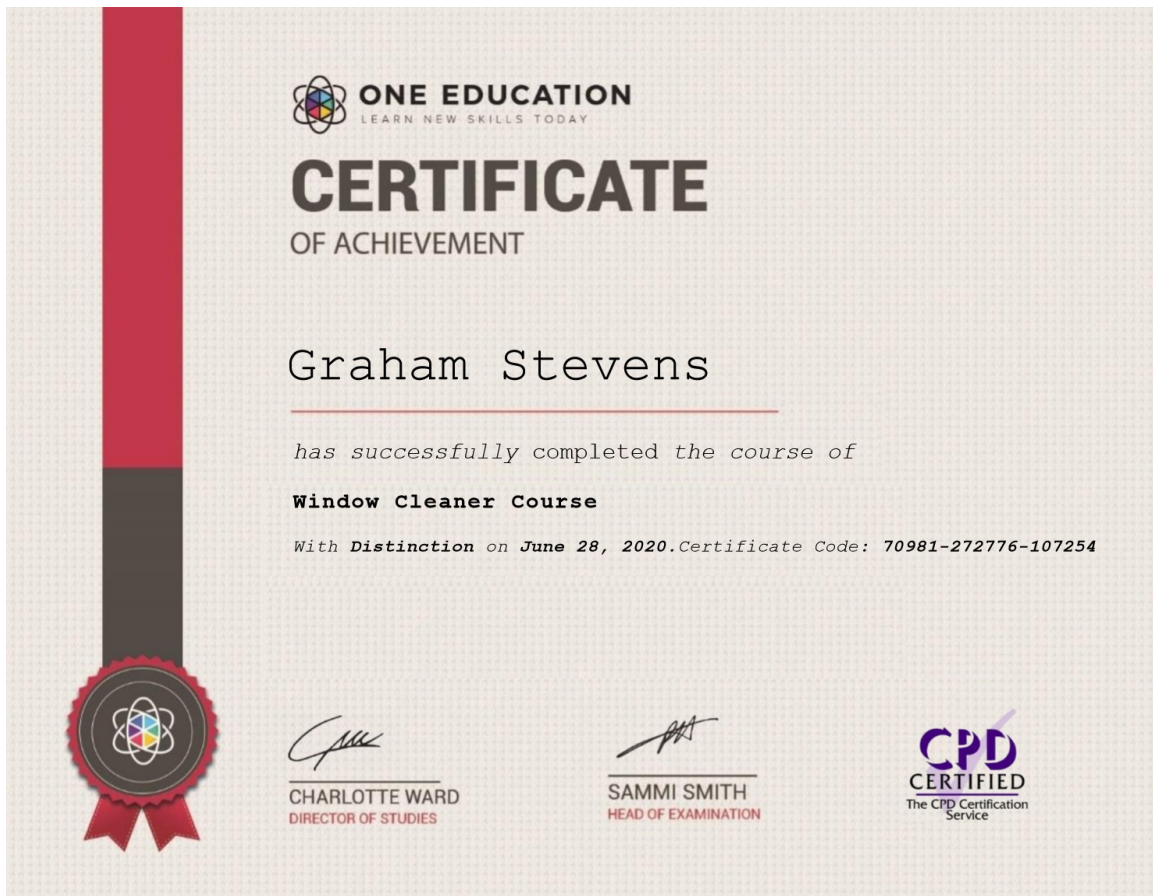 ONE EDUCATION
LEARN NEW SKILLS TODAY
CERTIFICATE
OF ACHIEVEMENT
Graham Stevens
has successfully completed the course of
Window Cleaner Course
With Distinction on June 28, 2020.Certificate Code: 70981-272776-107254
CHARLOTTE WARD
DIRECTOR OF STUDIES
SAMMI SMITH
HEAD OF EXAMINATION
CPD
CERTIFIED
The CPD Certification
Service